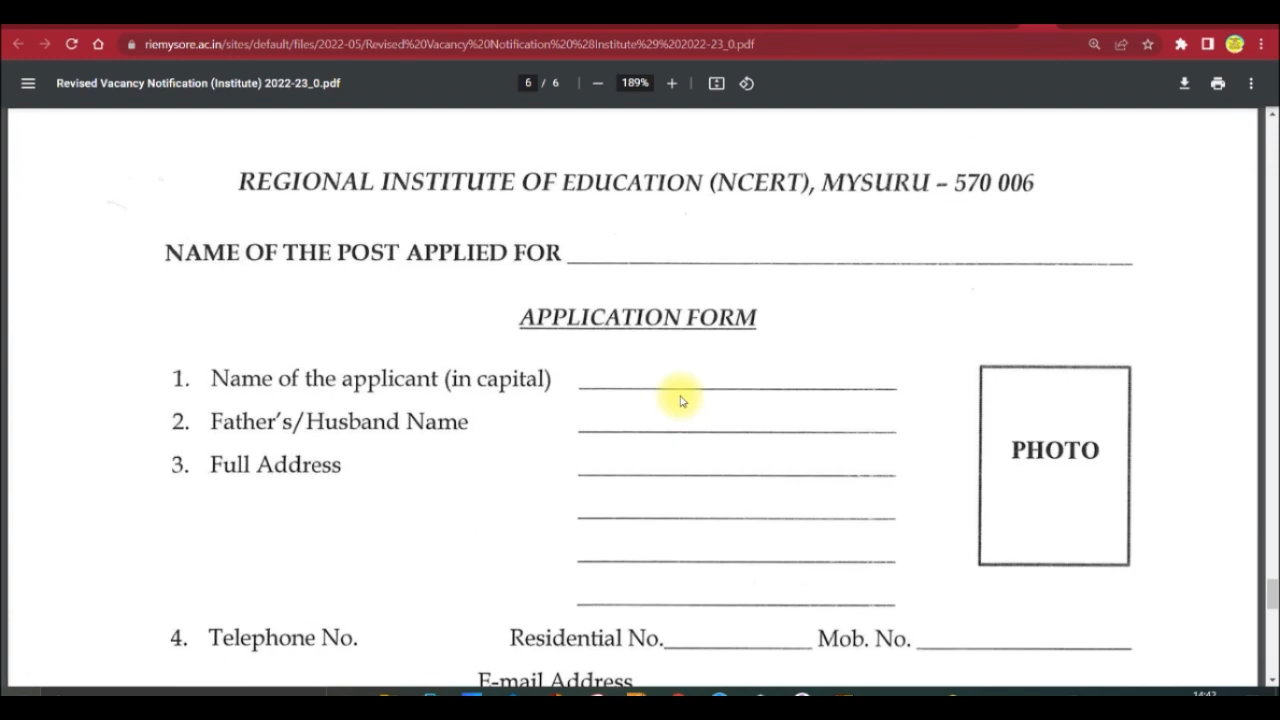 riemysore.ac.in/sites/default/files/2022-05/Revised%20Vacancy%20Notification%20%28Institute%29%202022-23_0.pdf
Revised Vacancy Notification (Institute) 2022-23_0.pdf 6 / 6 189%
REGIONAL INSTITUTE OF EDUCATION (NCERT), MYSURU – 570 006
NAME OF THE POST APPLIED FOR
APPLICATION FORM
1. Name of the applicant (in capital)
2. Father's/Husband Name
3. Full Address
PHOTO
4. Telephone No. Residential No. Mob. No.
E-mail Address
14:42